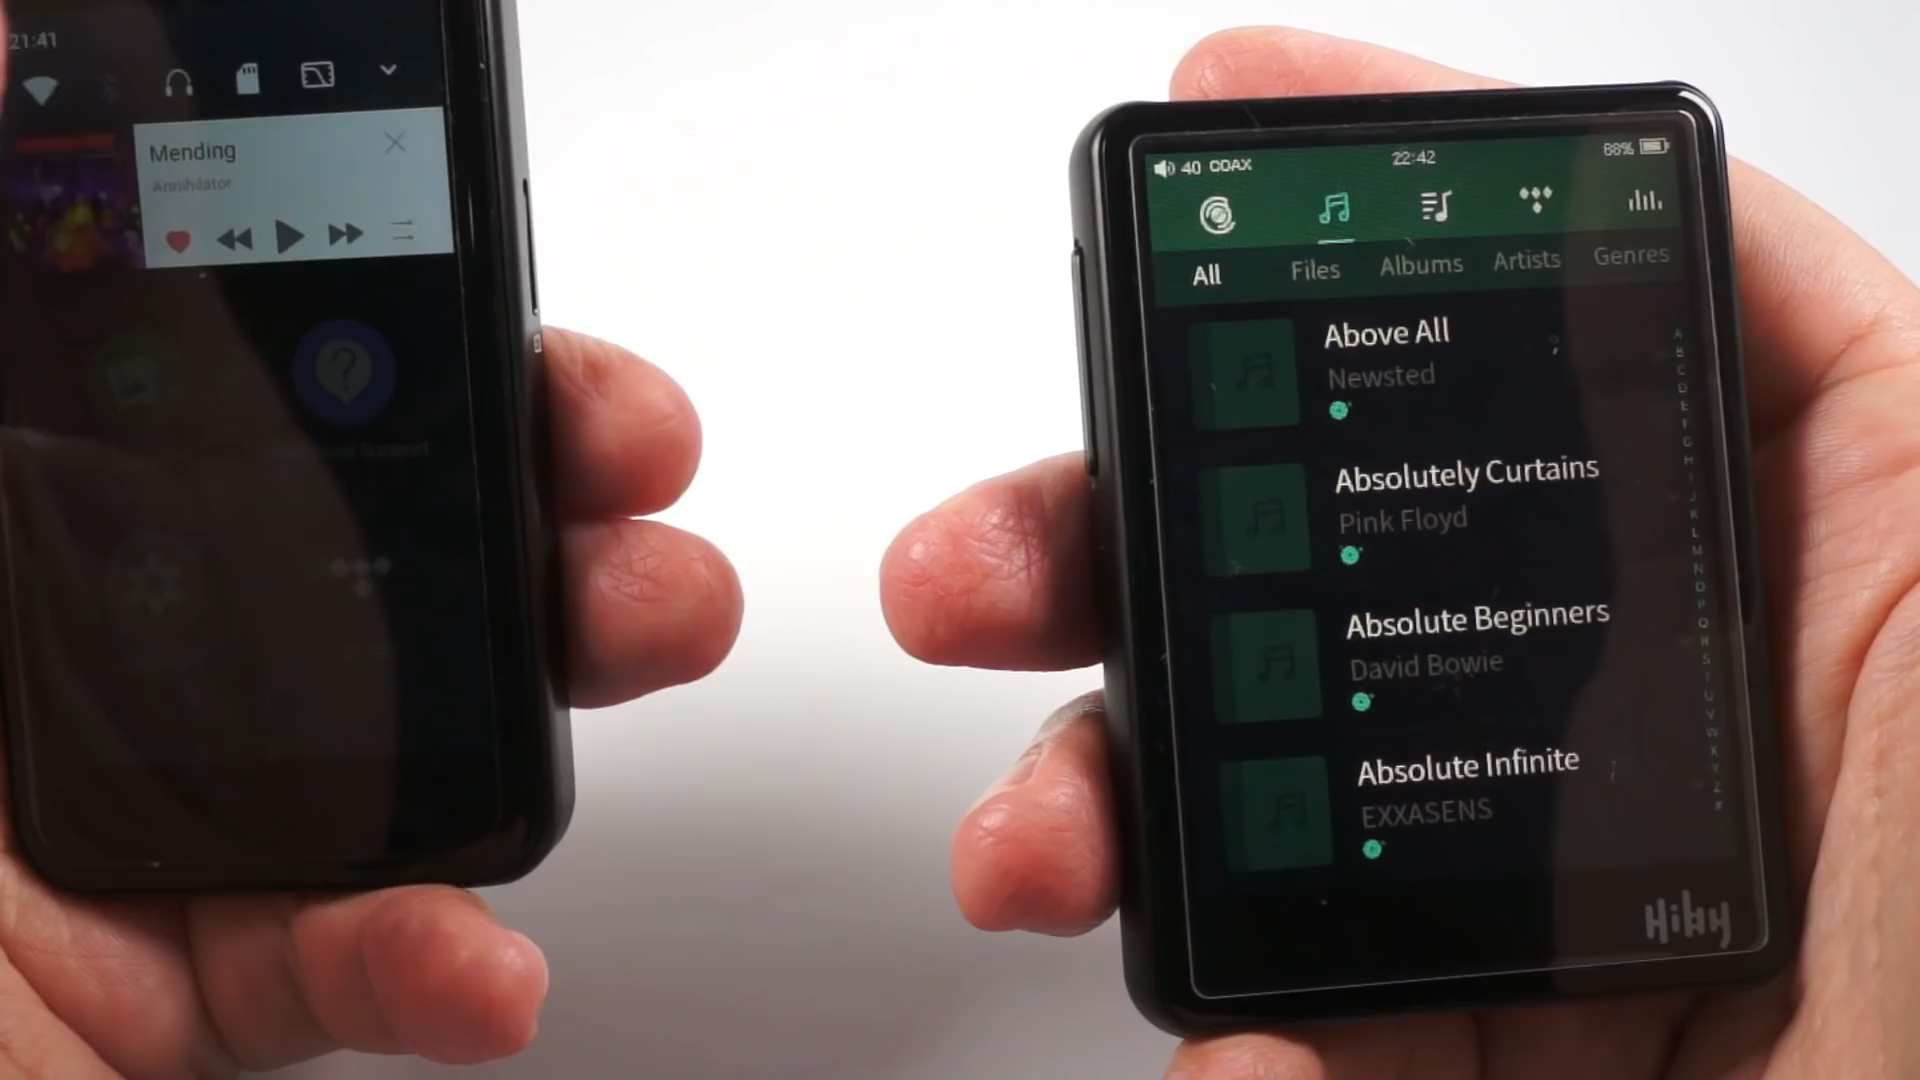 21:41
Mending
Annihilator
Support
40 COAX
22:42
88%
All
Files
Albums
Artists
Genres
Above All
Newsted
Absolutely Curtains
Pink Floyd
Absolute Beginners
David Bowie
Absolute Infinite
EXXASENS
A
B
C
D
E
F
G
H
I
J
K
L
M
N
O
P
Q
R
S
T
U
V
W
X
Y
Z
#
HiBy